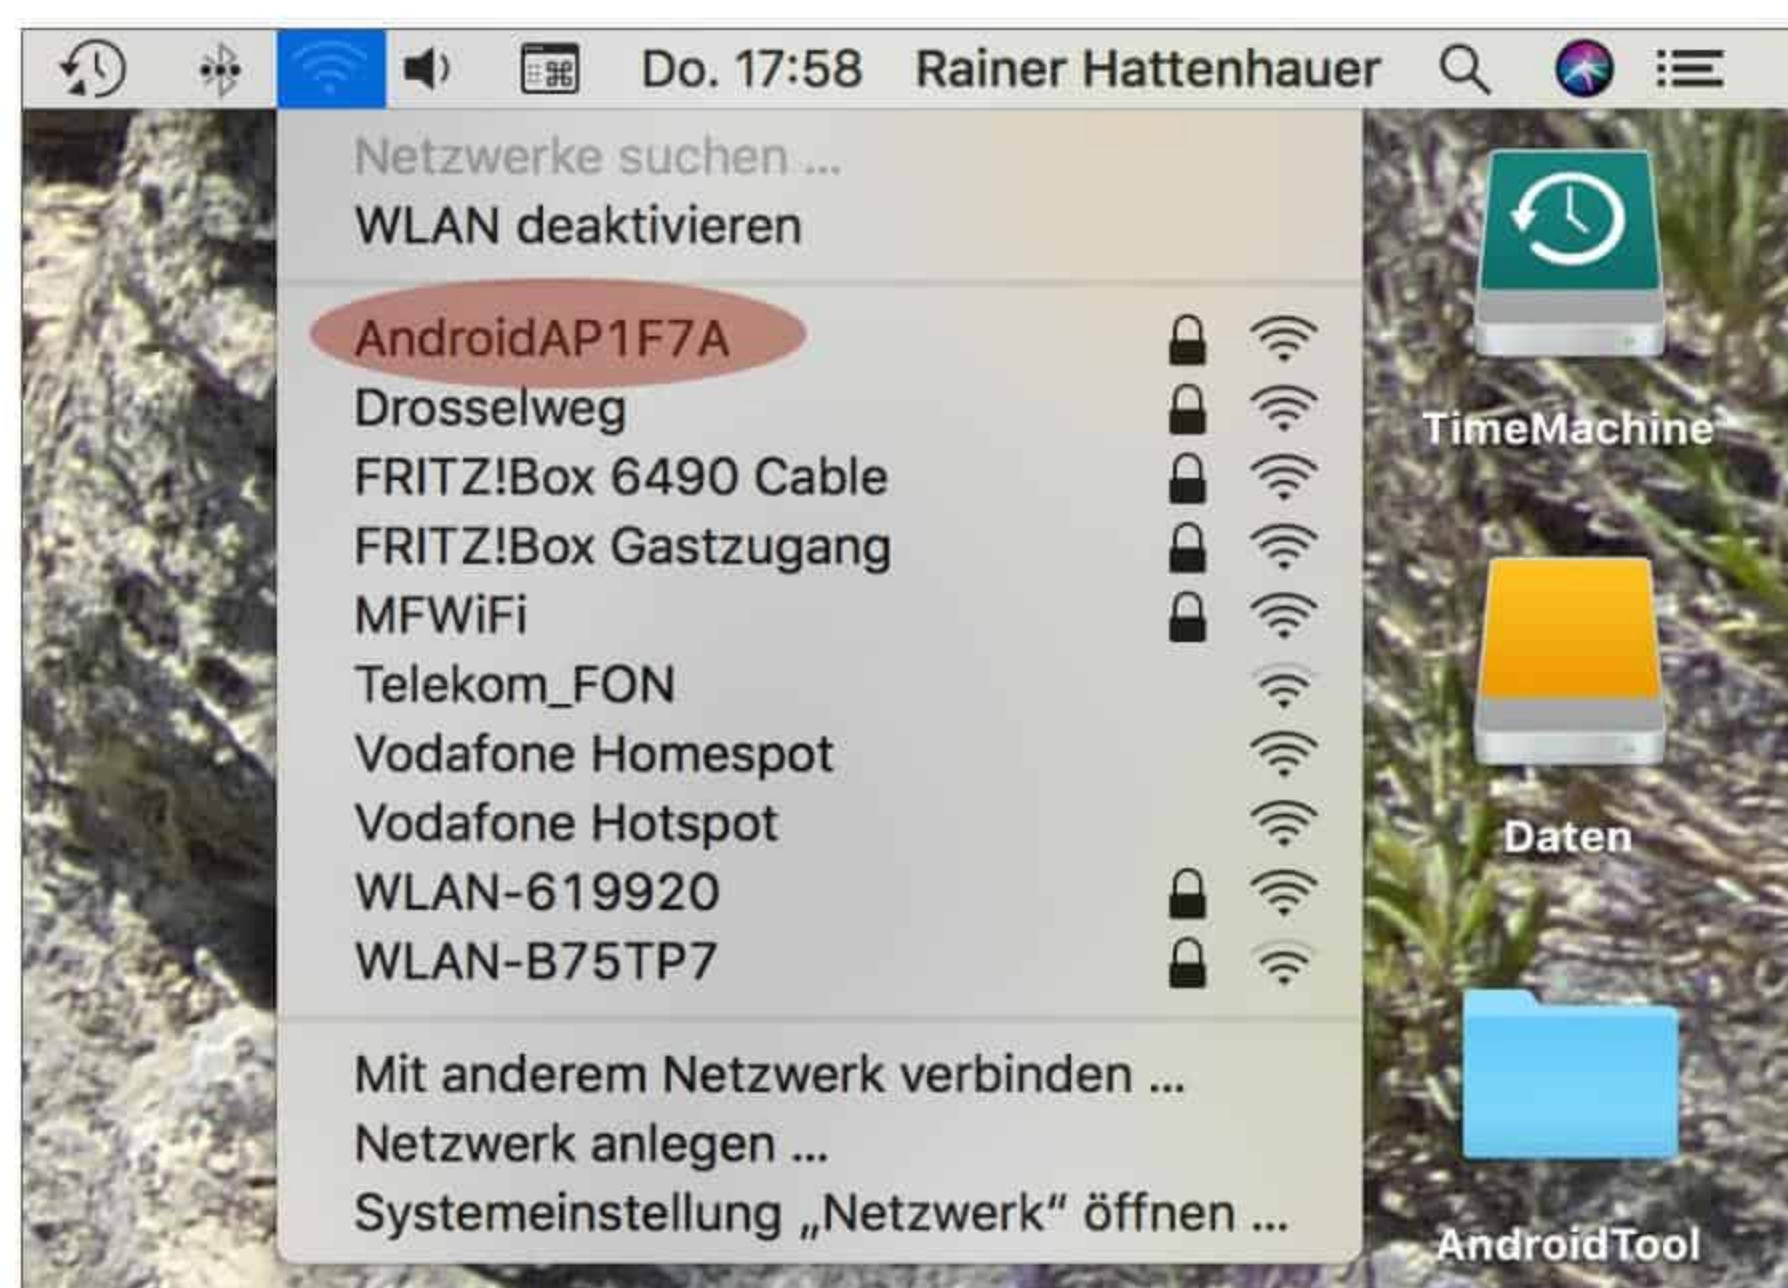 Do. 17:58 Rainer Hattenhauer
Netzwerke suchen ...
WLAN deaktivieren
AndroidAP1F7A
Drosselweg
FRITZ!Box 6490 Cable
FRITZ!Box Gastzugang
MFWiFi
Telekom_FON
Vodafone Homespot
Vodafone Hotspot
WLAN-619920
WLAN-B75TP7
Mit anderem Netzwerk verbinden ...
Netzwerk anlegen ...
Systemeinstellung „Netzwerk“ öffnen ...
TimeMachine
Daten
AndroidTool